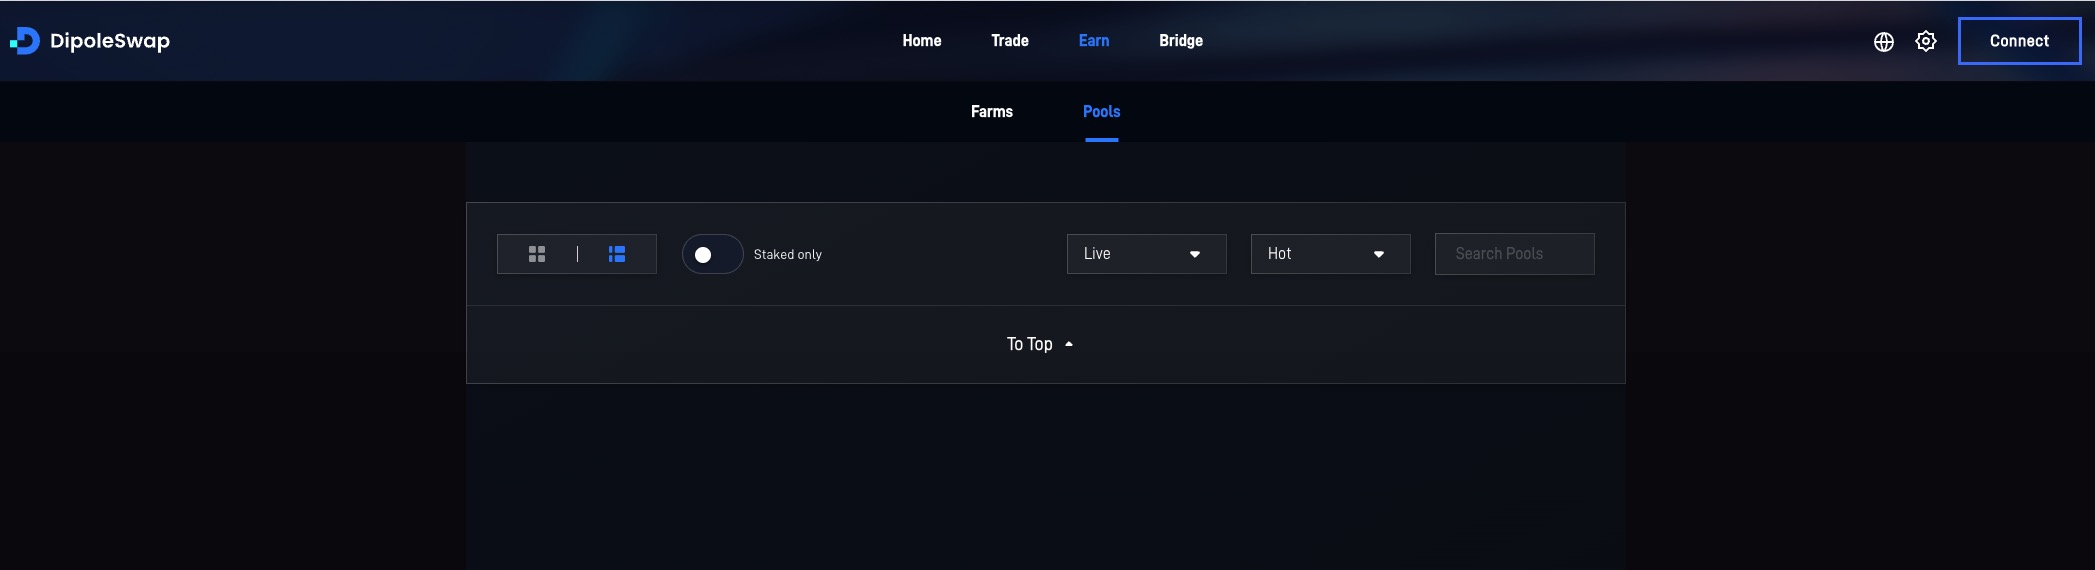 DipoleSwap
Home Trade Earn Bridge
Connect
Farms Pools
Staked only
Live
Hot
Search Pools
To Top